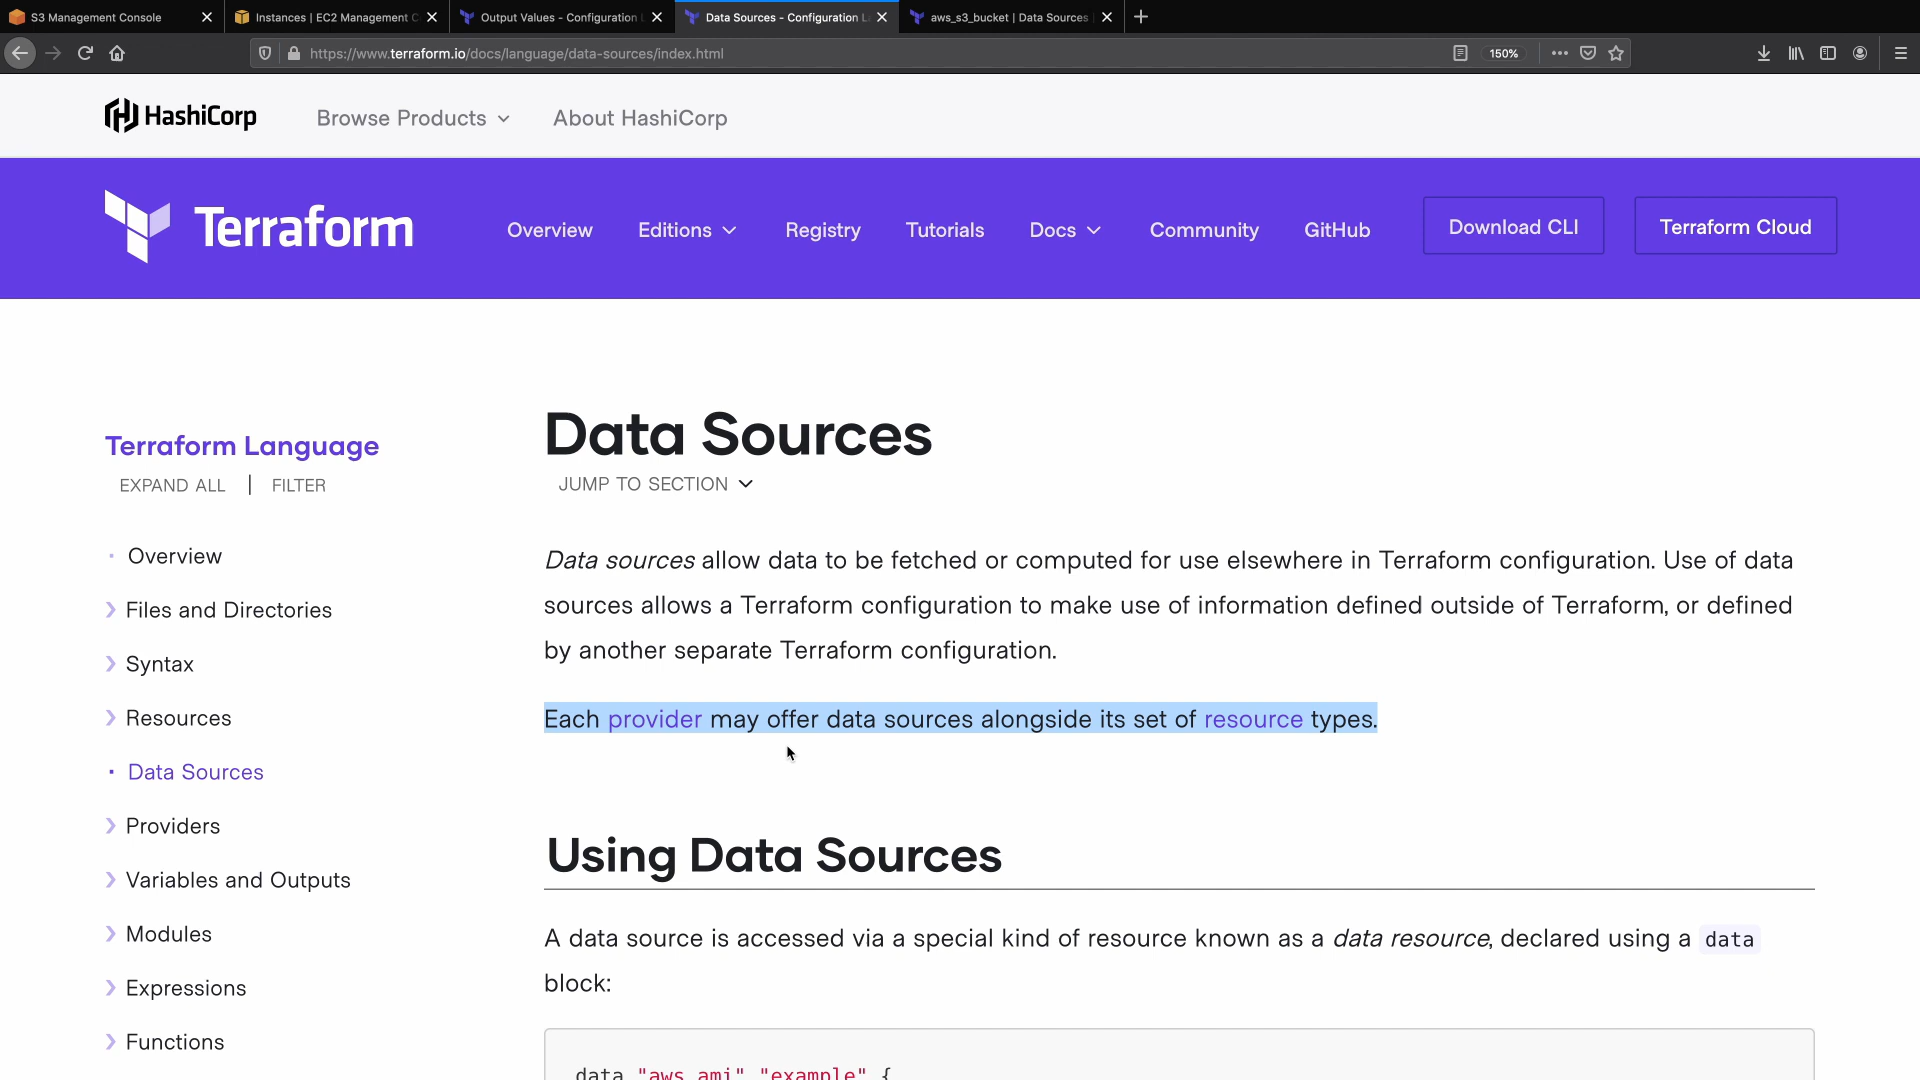 S3 Management Console
Instances | EC2 Management C
Output Values - Configuration L
Data Sources - Configuration La
aws_s3_bucket | Data Sources
https://www.terraform.io/docs/language/data-sources/index.html
150%
HashiCorp
Browse Products
About HashiCorp
Terraform
Overview
Editions
Registry
Tutorials
Docs
Community
GitHub
Download CLI
Terraform Cloud
Terraform Language
EXPAND ALL | FILTER
Overview
Files and Directories
Syntax
Resources
Data Sources
Providers
Variables and Outputs
Modules
Expressions
Functions
Data Sources
JUMP TO SECTION
Data sources allow data to be fetched or computed for use elsewhere in Terraform configuration. Use of data
sources allows a Terraform configuration to make use of information defined outside of Terraform, or defined
by another separate Terraform configuration.
Each provider may offer data sources alongside its set of resource types.
Using Data Sources
A data source is accessed via a special kind of resource known as a data resource, declared using a data
block:
data "aws_ami" "example" {